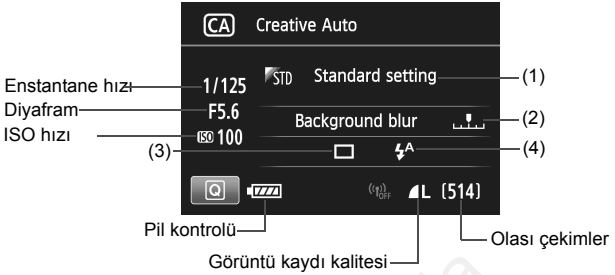 CA Creative Auto
Enstantane hızı 1/125 STD Standard setting (1)
Diyafram F5.6 Background blur (2)
ISO hızı ISO 100
(3) A (4)
Q OFF L [514]
Pil kontrolü Olası çekimler
Görüntü kaydı kalitesi